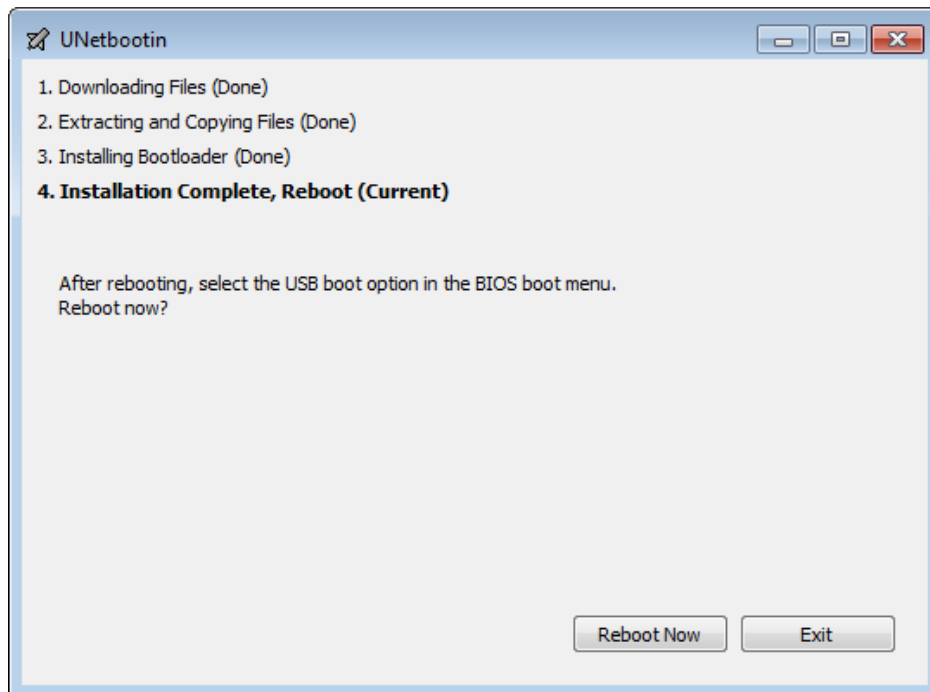 UNetbootin
1. Downloading Files (Done)
2. Extracting and Copying Files (Done)
3. Installing Bootloader (Done)
4. Installation Complete, Reboot (Current)
After rebooting, select the USB boot option in the BIOS boot menu.
Reboot now?
Reboot Now
Exit